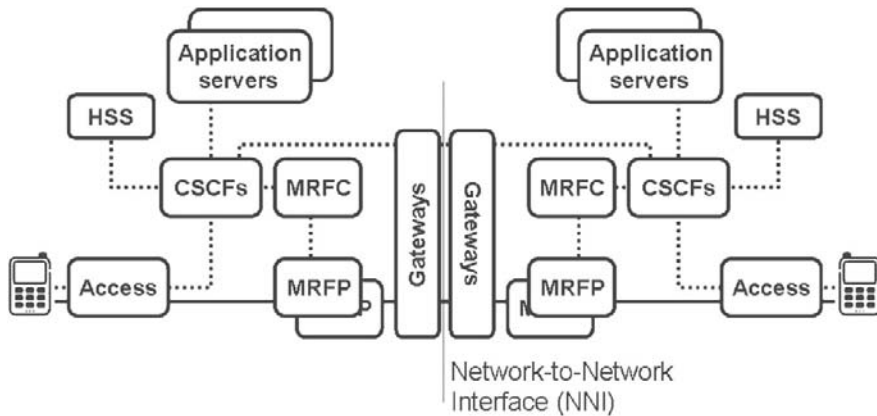 Application
servers
Application
servers
HSS
HSS
CSCFs
MRFC
Gateways
Gateways
MRFC
CSCFs
Access
MRFP
P
M
MRFP
Access
Network-to-Network
Interface (NNI)